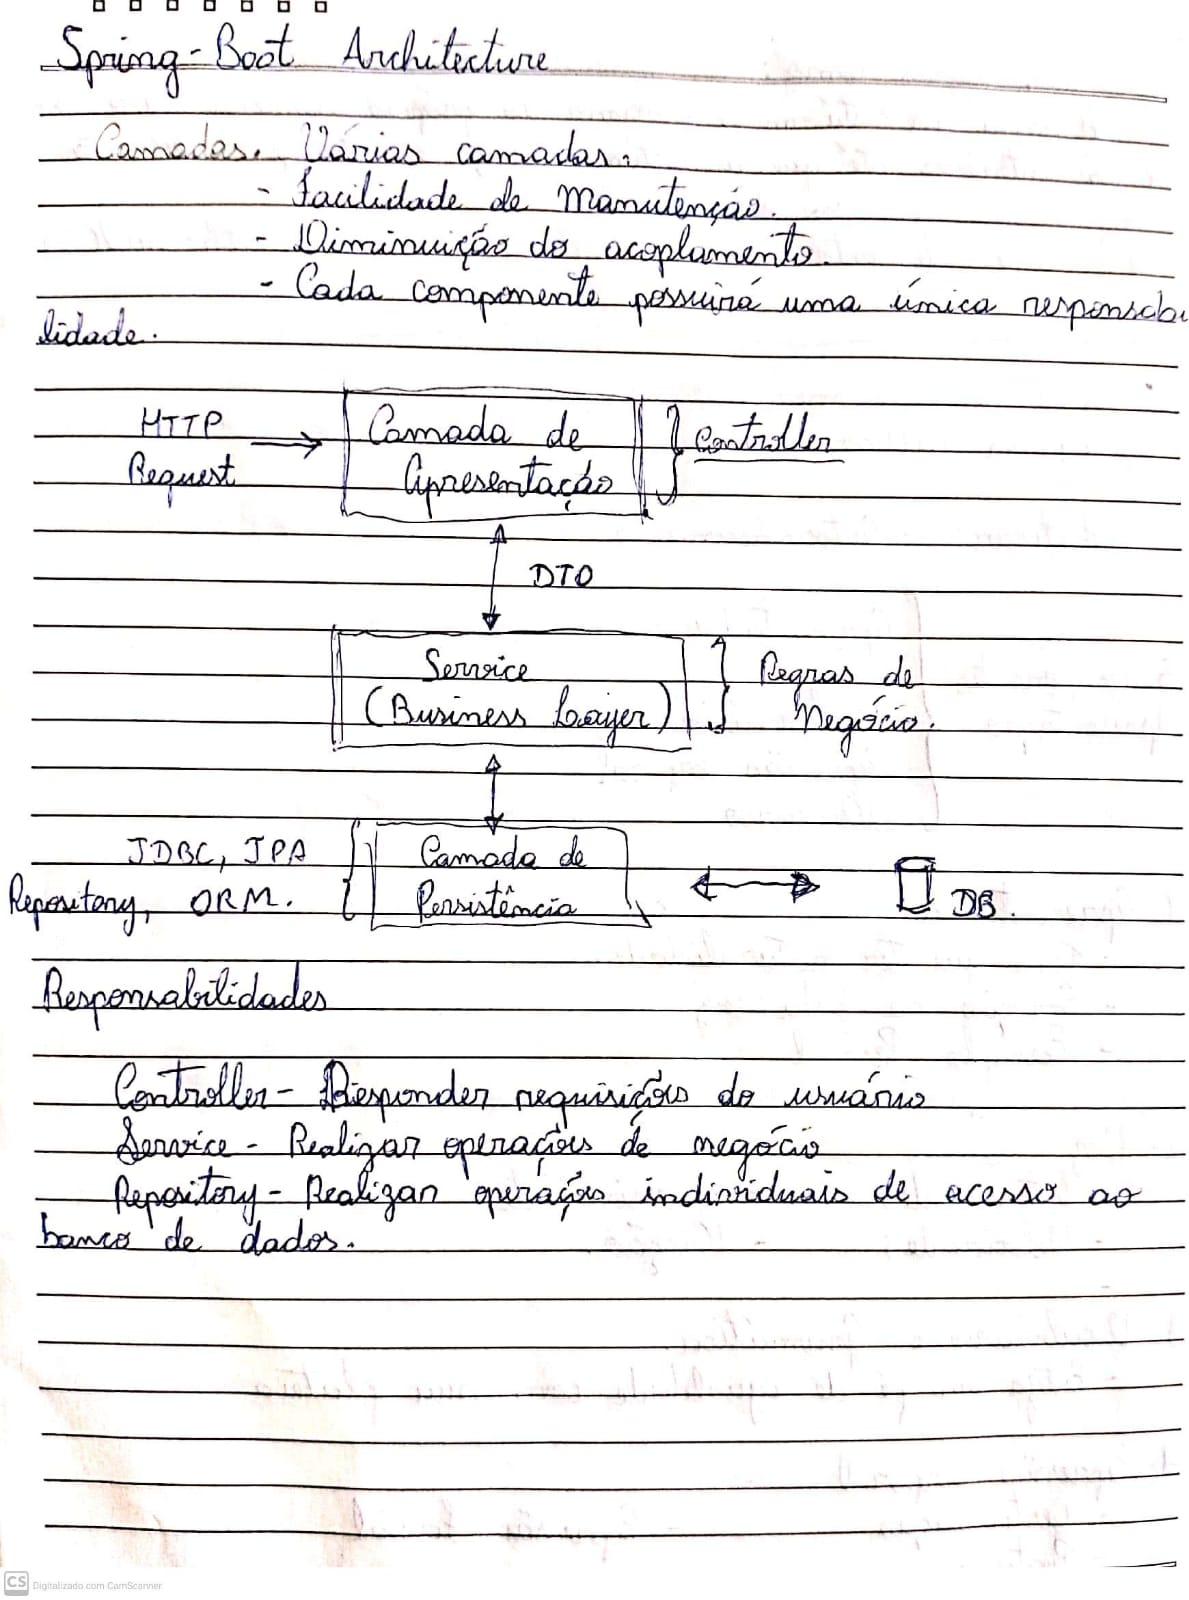 Spring-Boot Architecture
Camadas. Várias camadas.
- Facilidade de Manutenção.
- Diminuição do acoplamento.
- Cada componente possuirá uma única responsabi
lidade.
HTTP
Request
Camada de
Apresentação
Controller
DTO
Service
(Business Layer)
Regras de
Negócio.
JDBC, JPA
Repository, ORM.
Camada de
Persistência
DB.
Responsabilidades
Controller - Responder requisições do usuário
Service - Realizar operações de negócio
Repository - Realizar operações individuais de acesso ao
banco de dados.
CS Digitalizado com CamScanner